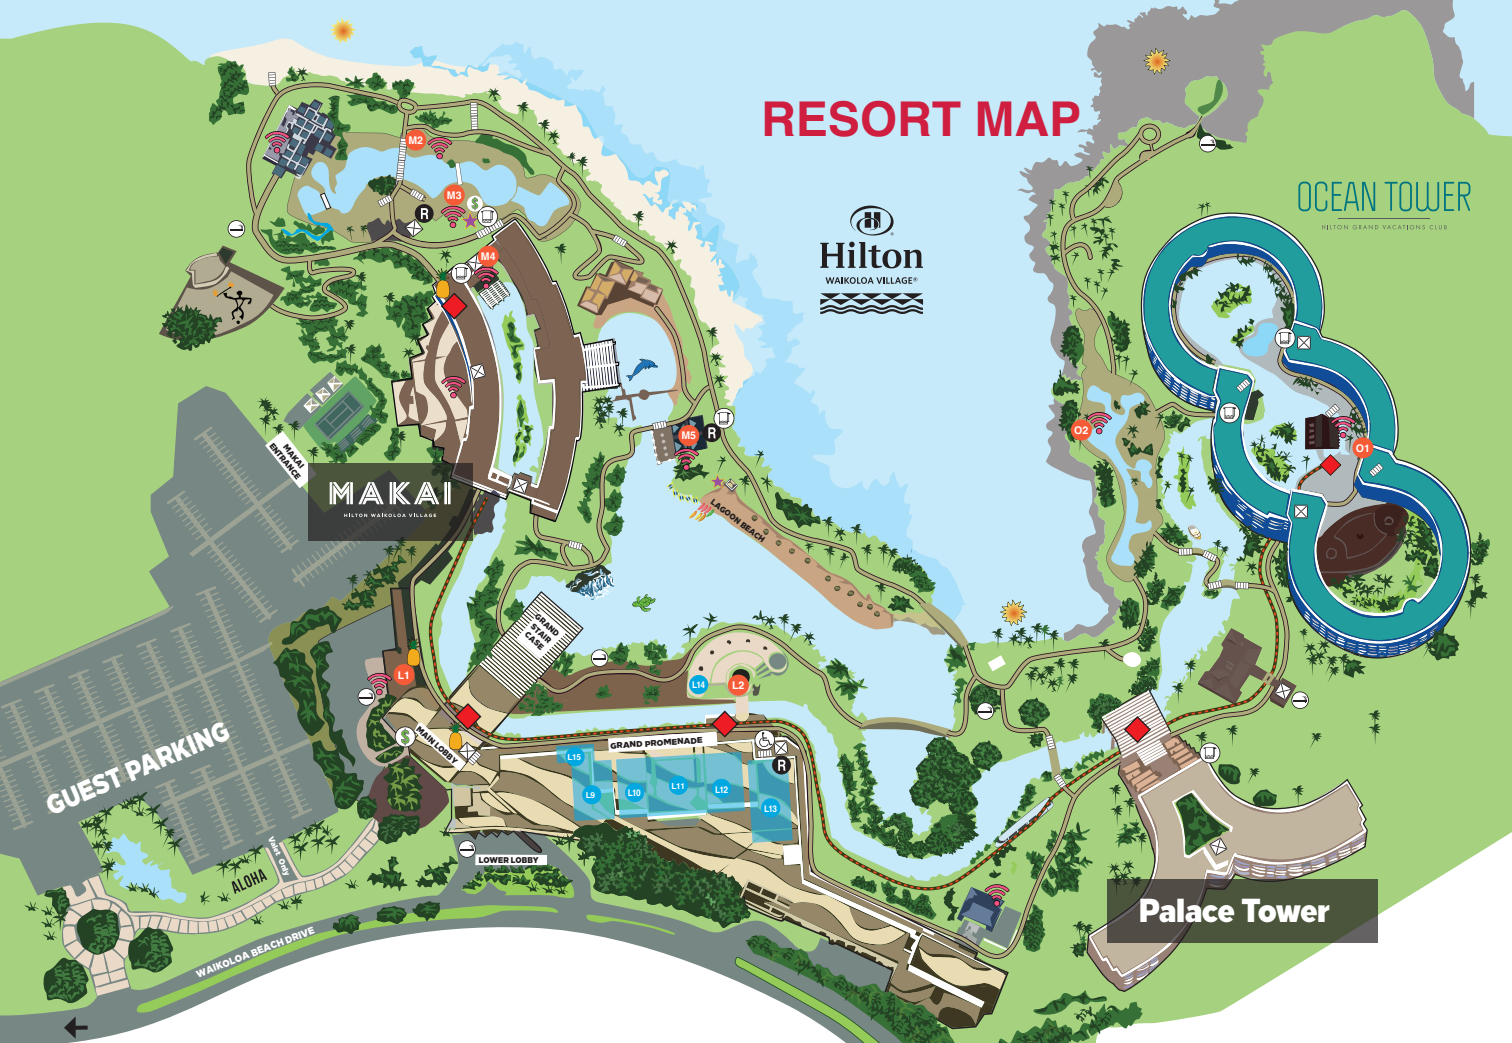 RESORT MAP
OCEAN TOWER
HILTON GRAND VACATIONS CLUB
Hilton
WAIKOLOA VILLAGE®
M2
M3
$
R
M4
MAKAI
ENTRANCE
MAKAI
HILTON WAIKOLOA VILLAGE
M5
R
LAGOON BEACH
O2
O1
GRAND
STAIR
CASE
L1
L14
L2
$
MAIN LOBBY
GRAND PROMENADE
R
L15
L9
L10
L11
L12
L13
GUEST PARKING
Valet Only
ALOHA
LOWER LOBBY
WAIKOLOA BEACH DRIVE
Palace Tower